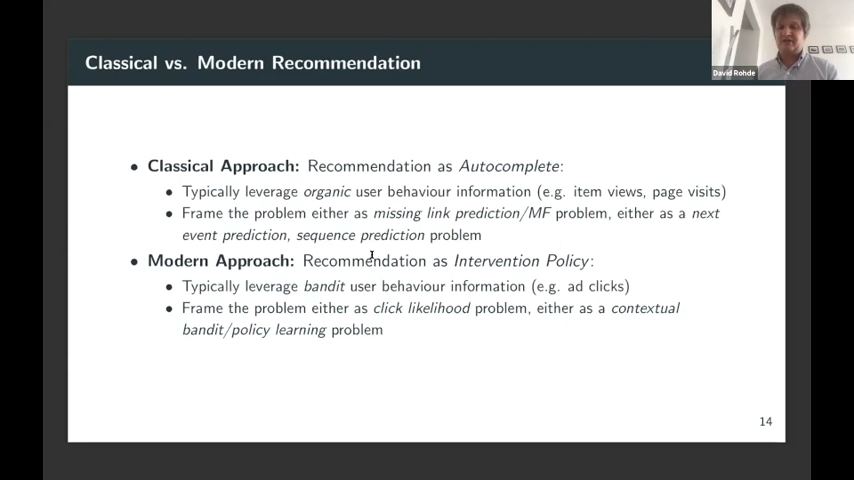 Classical vs. Modern Recommendation
David Rohde
• Classical Approach: Recommendation as Autocomplete:
• Typically leverage organic user behaviour information (e.g. item views, page visits)
• Frame the problem either as missing link prediction/MF problem, either as a next
event prediction, sequence prediction problem
• Modern Approach: Recommendation as Intervention Policy:
• Typically leverage bandit user behaviour information (e.g. ad clicks)
• Frame the problem either as click likelihood problem, either as a contextual
bandit/policy learning problem
14